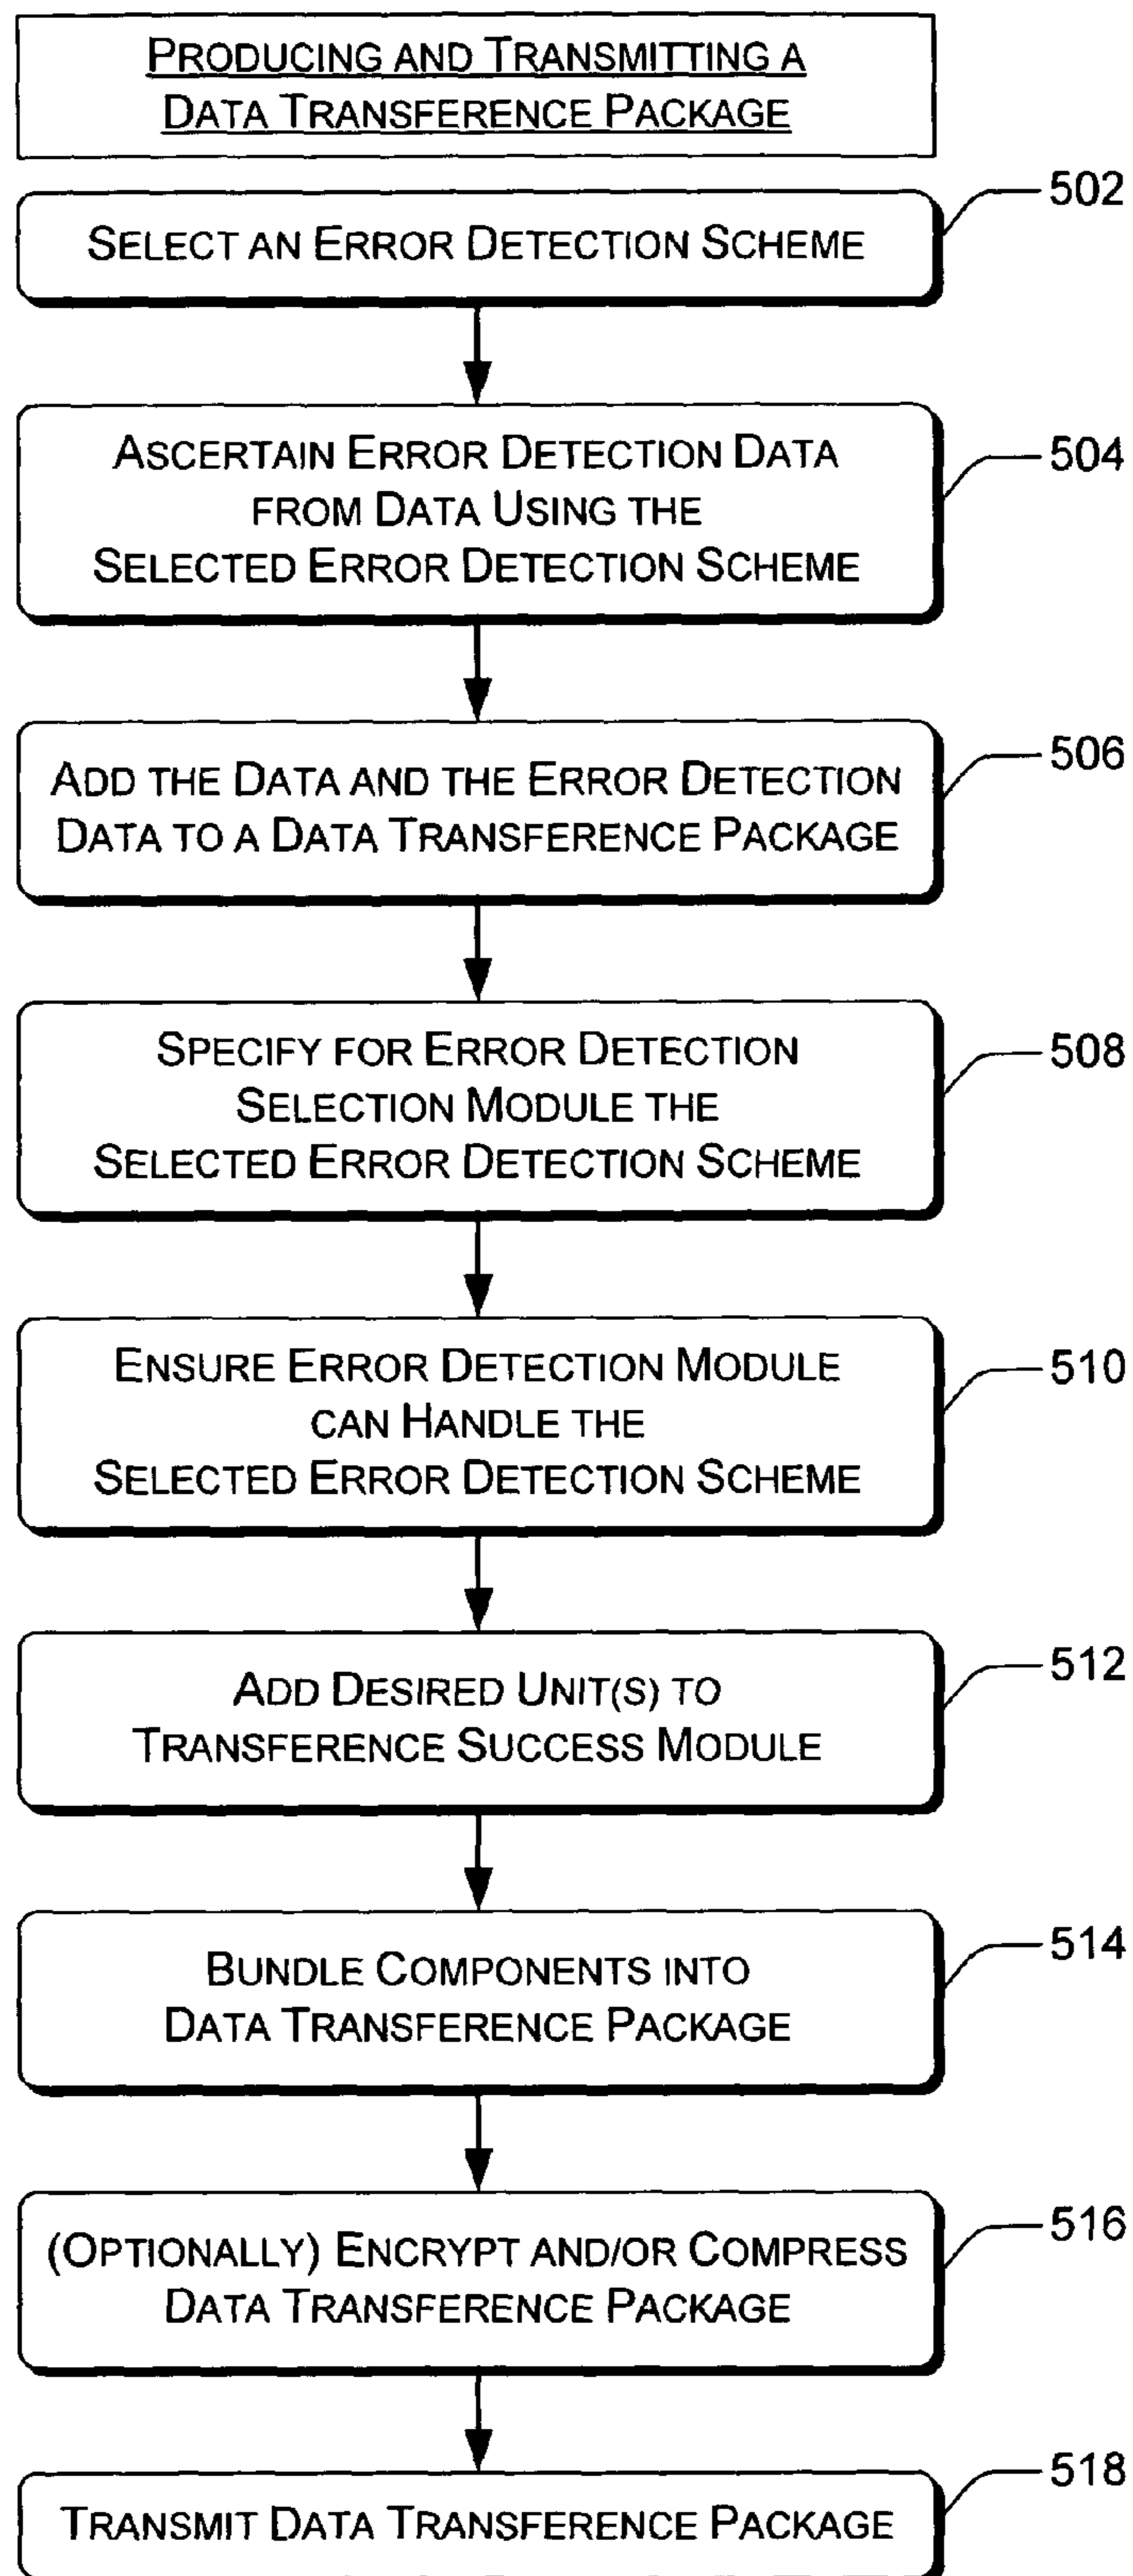 PRODUCING AND TRANSMITTING A
DATA TRANSFERENCE PACKAGE
502
SELECT AN ERROR DETECTION SCHEME
504
ASCERTAIN ERROR DETECTION DATA
FROM DATA USING THE
SELECTED ERROR DETECTION SCHEME
506
ADD THE DATA AND THE ERROR DETECTION
DATA TO A DATA TRANSFERENCE PACKAGE
508
SPECIFY FOR ERROR DETECTION
SELECTION MODULE THE
SELECTED ERROR DETECTION SCHEME
510
ENSURE ERROR DETECTION MODULE
CAN HANDLE THE
SELECTED ERROR DETECTION SCHEME
512
ADD DESIRED UNIT(S) TO
TRANSFERENCE SUCCESS MODULE
514
BUNDLE COMPONENTS INTO
DATA TRANSFERENCE PACKAGE
516
(OPTIONALLY) ENCRYPT AND/OR COMPRESS
DATA TRANSFERENCE PACKAGE
518
TRANSMIT DATA TRANSFERENCE PACKAGE